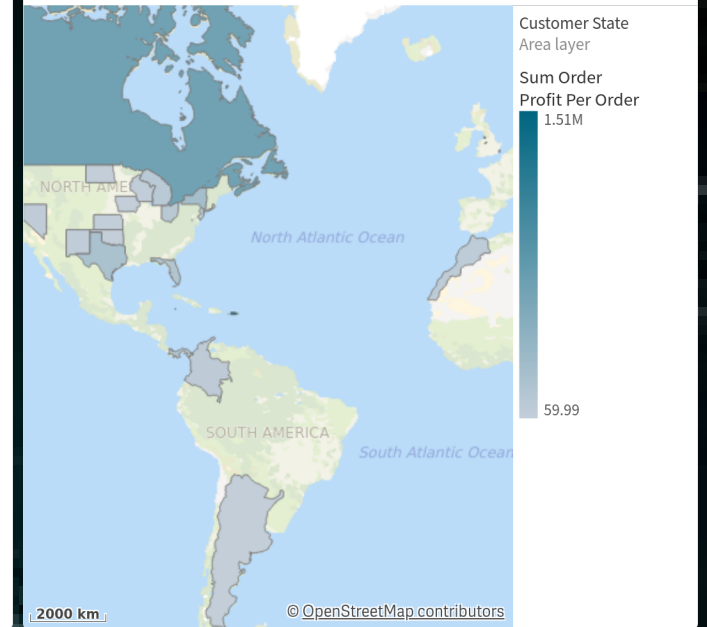 Customer State
Area layer
Sum Order
Profit Per Order
1.51M
59.99
NORTH AME
North Atlantic Ocean
SOUTH AMERICA
South Atlantic Ocean
2000 km
© OpenStreetMap contributors